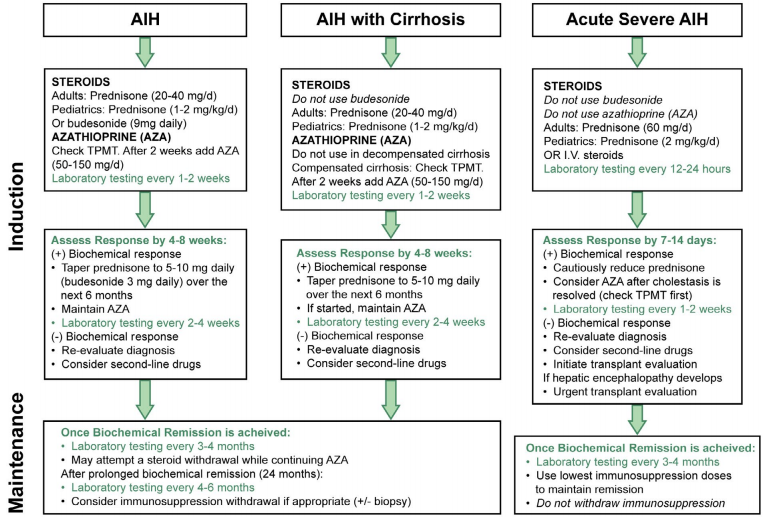 AIH
AIH with Cirrhosis
Acute Severe AIH
Induction
STEROIDS
Adults: Prednisone (20-40 mg/d)
Pediatrics: Prednisone (1-2 mg/kg/d)
Or budesonide (9mg daily)
AZATHIOPRINE (AZA)
Check TPMT. After 2 weeks add AZA
(50-150 mg/d)
Laboratory testing every 1-2 weeks
STEROIDS
Do not use budesonide
Adults: Prednisone (20-40 mg/d)
Pediatrics: Prednisone (1-2 mg/kg/d)
AZATHIOPRINE (AZA)
Do not use in decompensated cirrhosis
Compensated cirrhosis: Check TPMT.
After 2 weeks add AZA (50-150 mg/d)
Laboratory testing every 1-2 weeks
STEROIDS
Do not use budesonide
Do not use azathioprine (AZA)
Adults: Prednisone (60 mg/d)
Pediatrics: Prednisone (2 mg/kg/d)
OR I.V. steroids
Laboratory testing every 12-24 hours
Assess Response by 4-8 weeks:
(+) Biochemical response
• Taper prednisone to 5-10 mg daily
(budesonide 3 mg daily) over the
next 6 months
• Maintain AZA
• Laboratory testing every 2-4 weeks
(-) Biochemical response
• Re-evaluate diagnosis
• Consider second-line drugs
Assess Response by 4-8 weeks:
(+) Biochemical response
• Taper prednisone to 5-10 mg daily
over the next 6 months
• If started, maintain AZA
• Laboratory testing every 2-4 weeks
(-) Biochemical response
• Re-evaluate diagnosis
• Consider second-line drugs
Assess Response by 7-14 days:
(+) Biochemical response
• Cautiously reduce prednisone
• Consider AZA after cholestasis is
resolved (check TPMT first)
• Laboratory testing every 1-2 weeks
(-) Biochemical response
• Re-evaluate diagnosis
• Consider second-line drugs
• Initiate transplant evaluation
If hepatic encephalopathy develops
• Urgent transplant evaluation
Maintenance
Once Biochemical Remission is acheived:
• Laboratory testing every 3-4 months
• May attempt a steroid withdrawal while continuing AZA
After prolonged biochemical remission (24 months):
• Laboratory testing every 4-6 months
• Consider immunosuppression withdrawal if appropriate (+/- biopsy)
Once Biochemical Remission is acheived:
• Laboratory testing every 3-4 months
• Use lowest immunosuppression doses
to maintain remission
• Do not withdraw immunosuppression